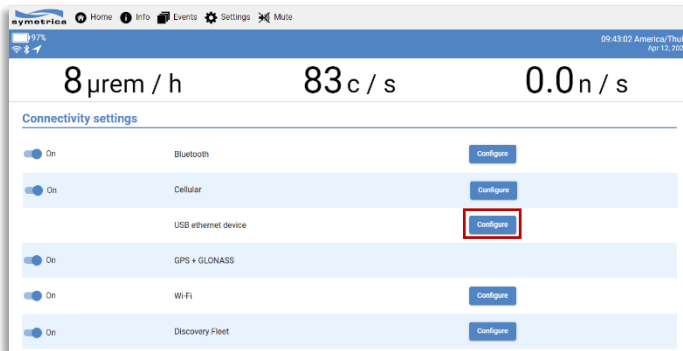 symetrica Home Info Events Settings Mute
97%
09:43:02 America/Thul
Apr 12, 202
8 μrem / h 83 c / s 0.0 n / s
Connectivity settings
On Bluetooth Configure
On Cellular Configure
USB ethernet device Configure
On GPS + GLONASS
On Wi-Fi Configure
On Discovery Fleet Configure